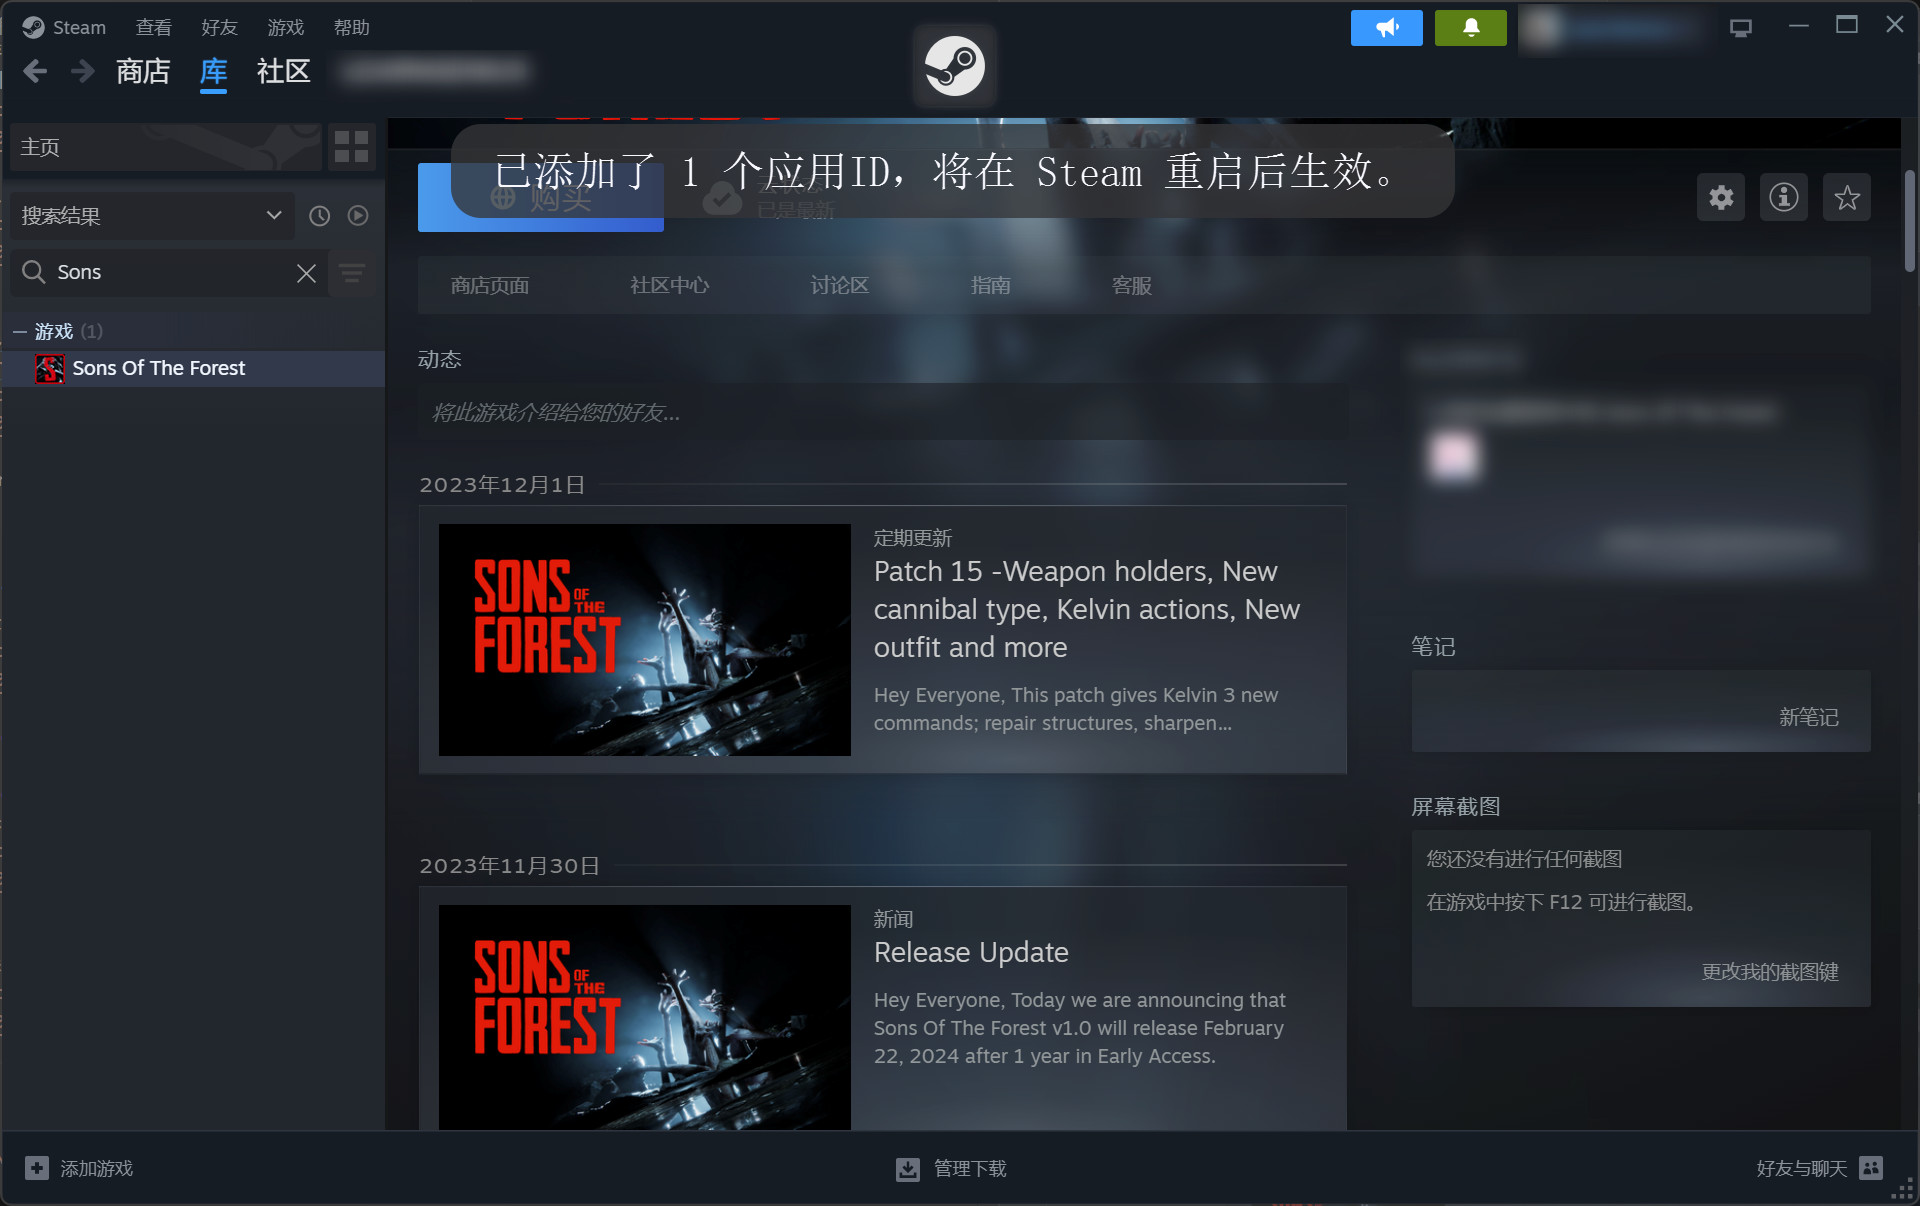 Steam 查看 好友 游戏 帮助
商店 库 社区
主页
搜索结果
Sons
游戏 (1)
Sons Of The Forest
已添加了 1 个应用ID，将在 Steam 重启后生效。
购买
云状态
已是最新
商店页面 社区中心 讨论区 指南 客服
动态
将此游戏介绍给您的好友...
2023年12月1日
SONS
OF
THE
FOREST
定期更新
Patch 15 -Weapon holders, New
cannibal type, Kelvin actions, New
outfit and more
Hey Everyone, This patch gives Kelvin 3 new
commands; repair structures, sharpen...
2023年11月30日
SONS
OF
THE
FOREST
新闻
Release Update
Hey Everyone, Today we are announcing that
Sons Of The Forest v1.0 will release February
22, 2024 after 1 year in Early Access.
笔记
新笔记
屏幕截图
您还没有进行任何截图
在游戏中按下 F12 可进行截图。
更改我的截图键
添加游戏
管理下载
好友与聊天